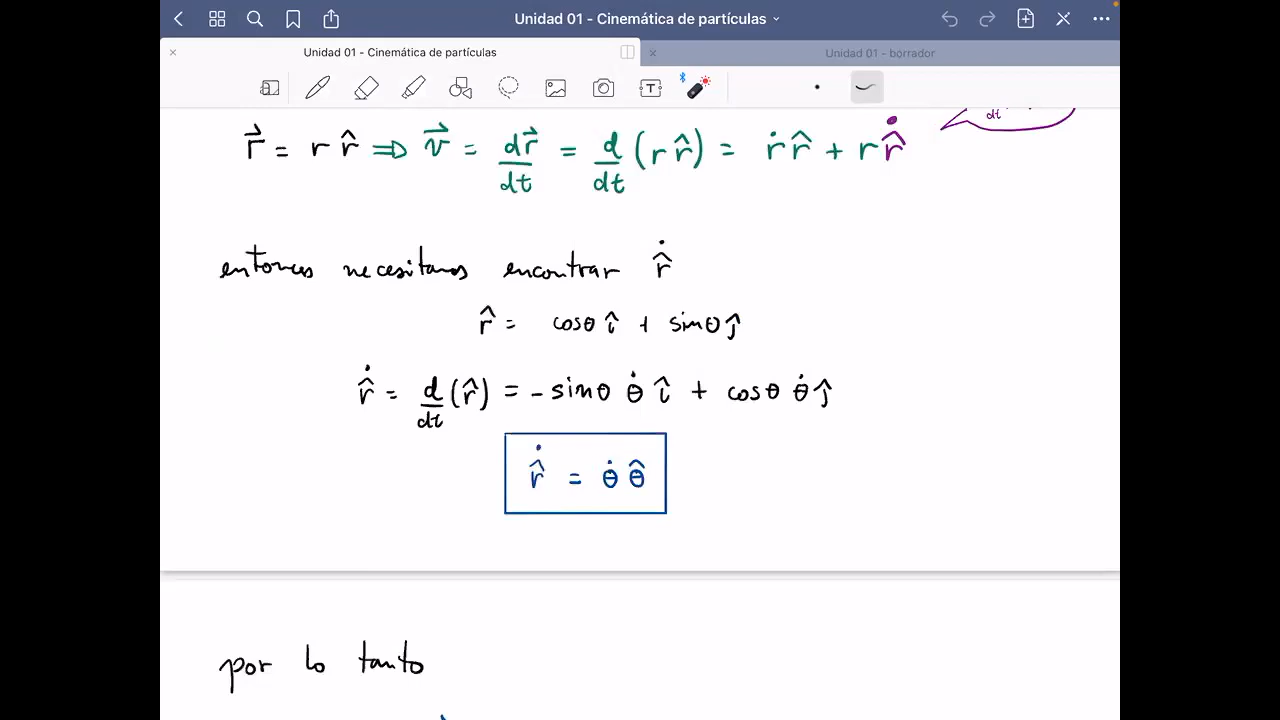 Unidad 01 - Cinemática de partículas
Unidad 01 - Cinemática de partículas
Unidad 01 - borrador
T
dt
r⃗ = r r̂ ⇒ v⃗ = dr⃗/dt = d/dt (r r̂) = ṙ r̂ + r r̂̇
entonces necesitamos encontrar r̂̇
r̂ = cosθ î + sinθ ĵ
r̂̇ = d/dt (r̂) = - sinθ θ̇ î + cosθ θ̇ ĵ
r̂̇ = θ̇ θ̂
por lo tanto